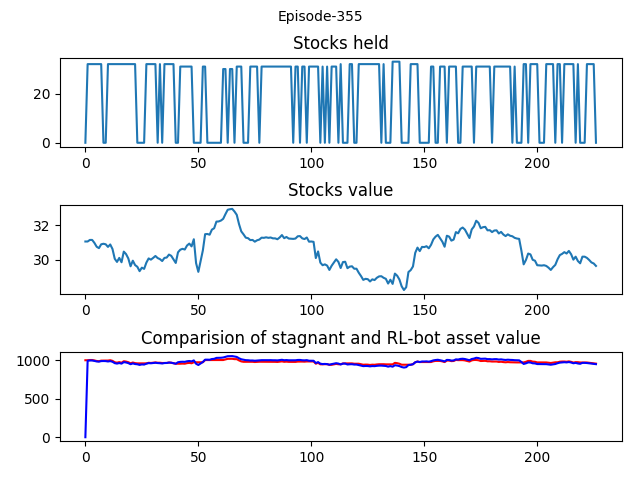 Episode-355
Stocks held
20
0
0 50 100 150 200
Stocks value
32
30
0 50 100 150 200
Comparision of stagnant and RL-bot asset value
1000
500
0
0 50 100 150 200